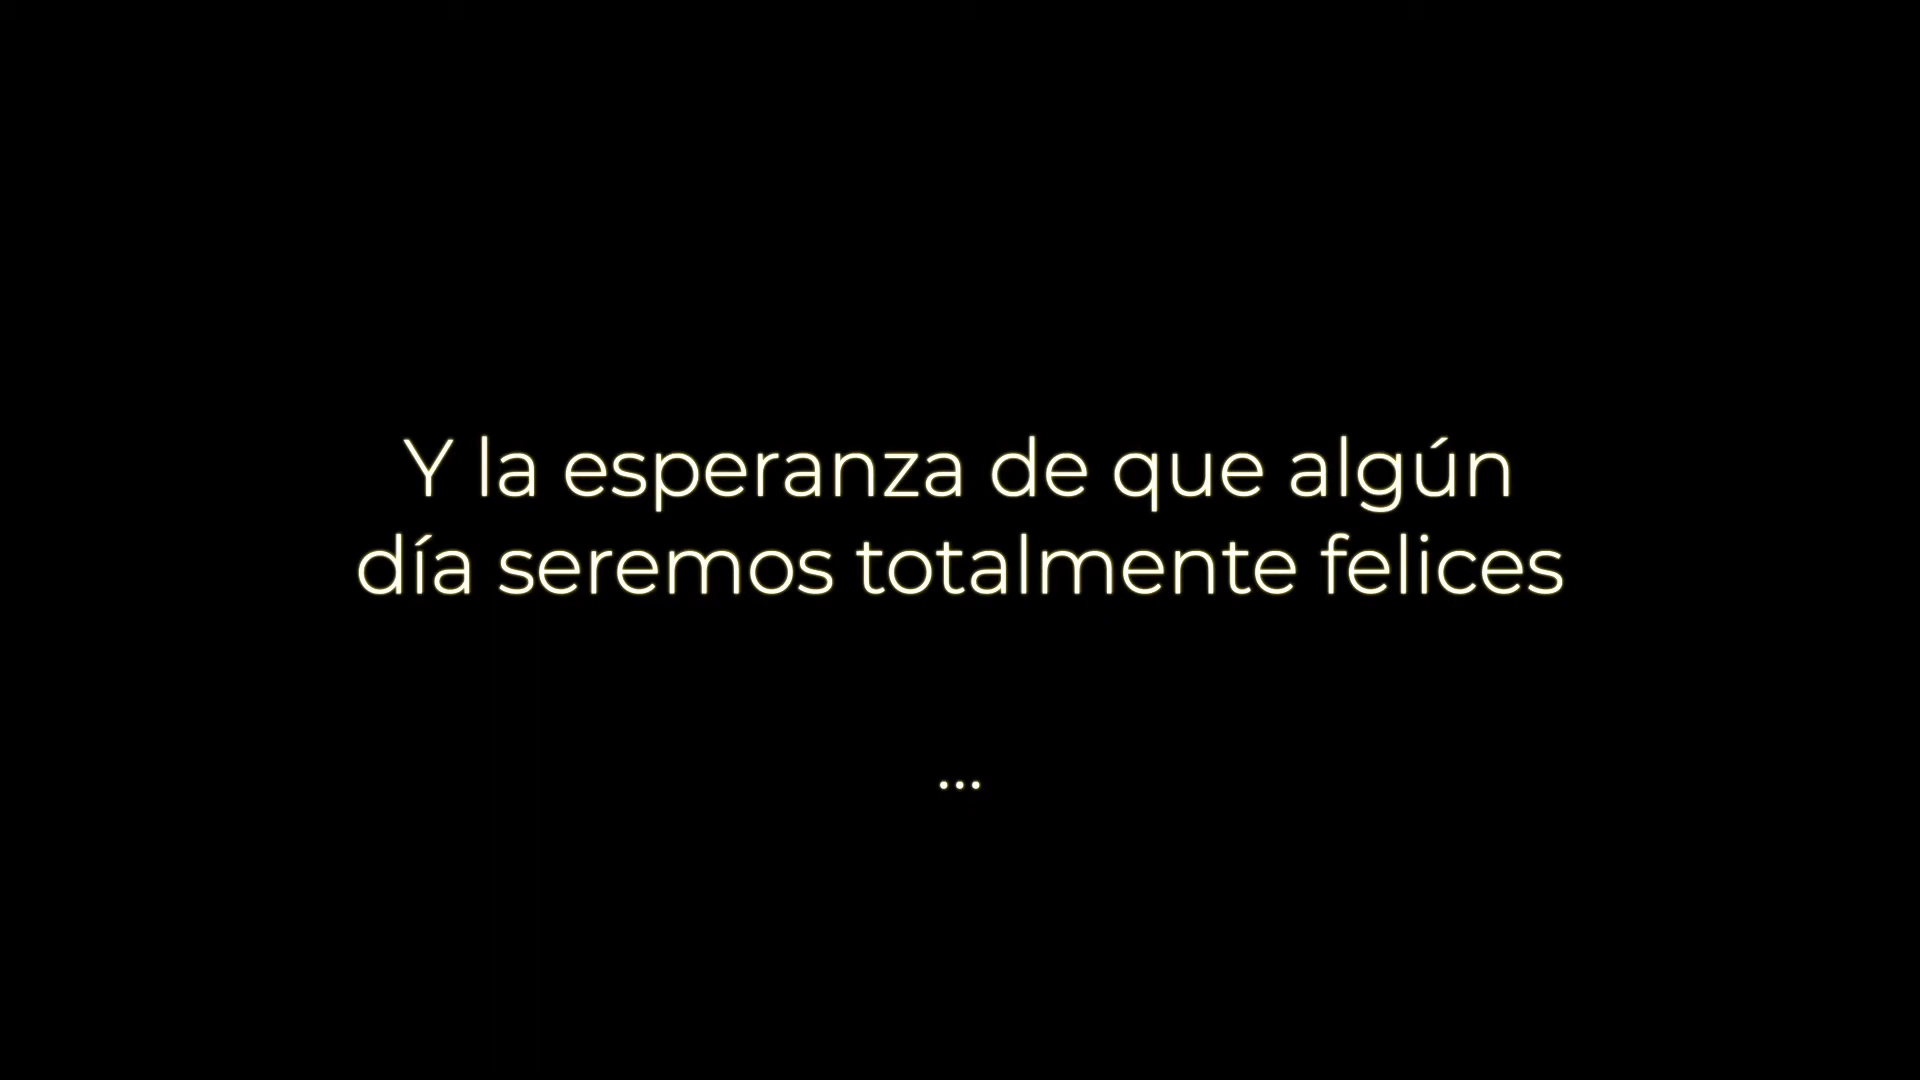 Y la esperanza de que algún
día seremos totalmente felices
...